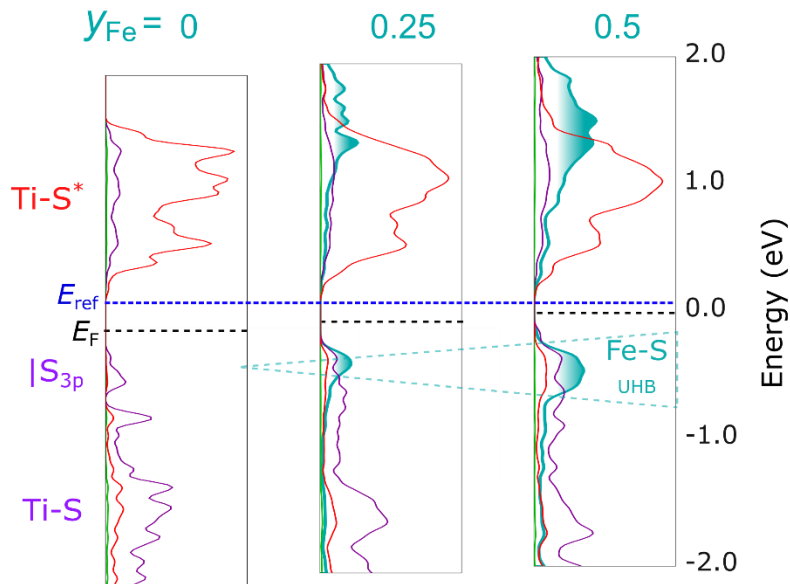 yFe = 0 0.25 0.5
2.0
Ti-S*
1.0
Energy (eV)
Eref
0.0
EF
|S3p
Fe-S
UHB
-1.0
Ti-S
-2.0